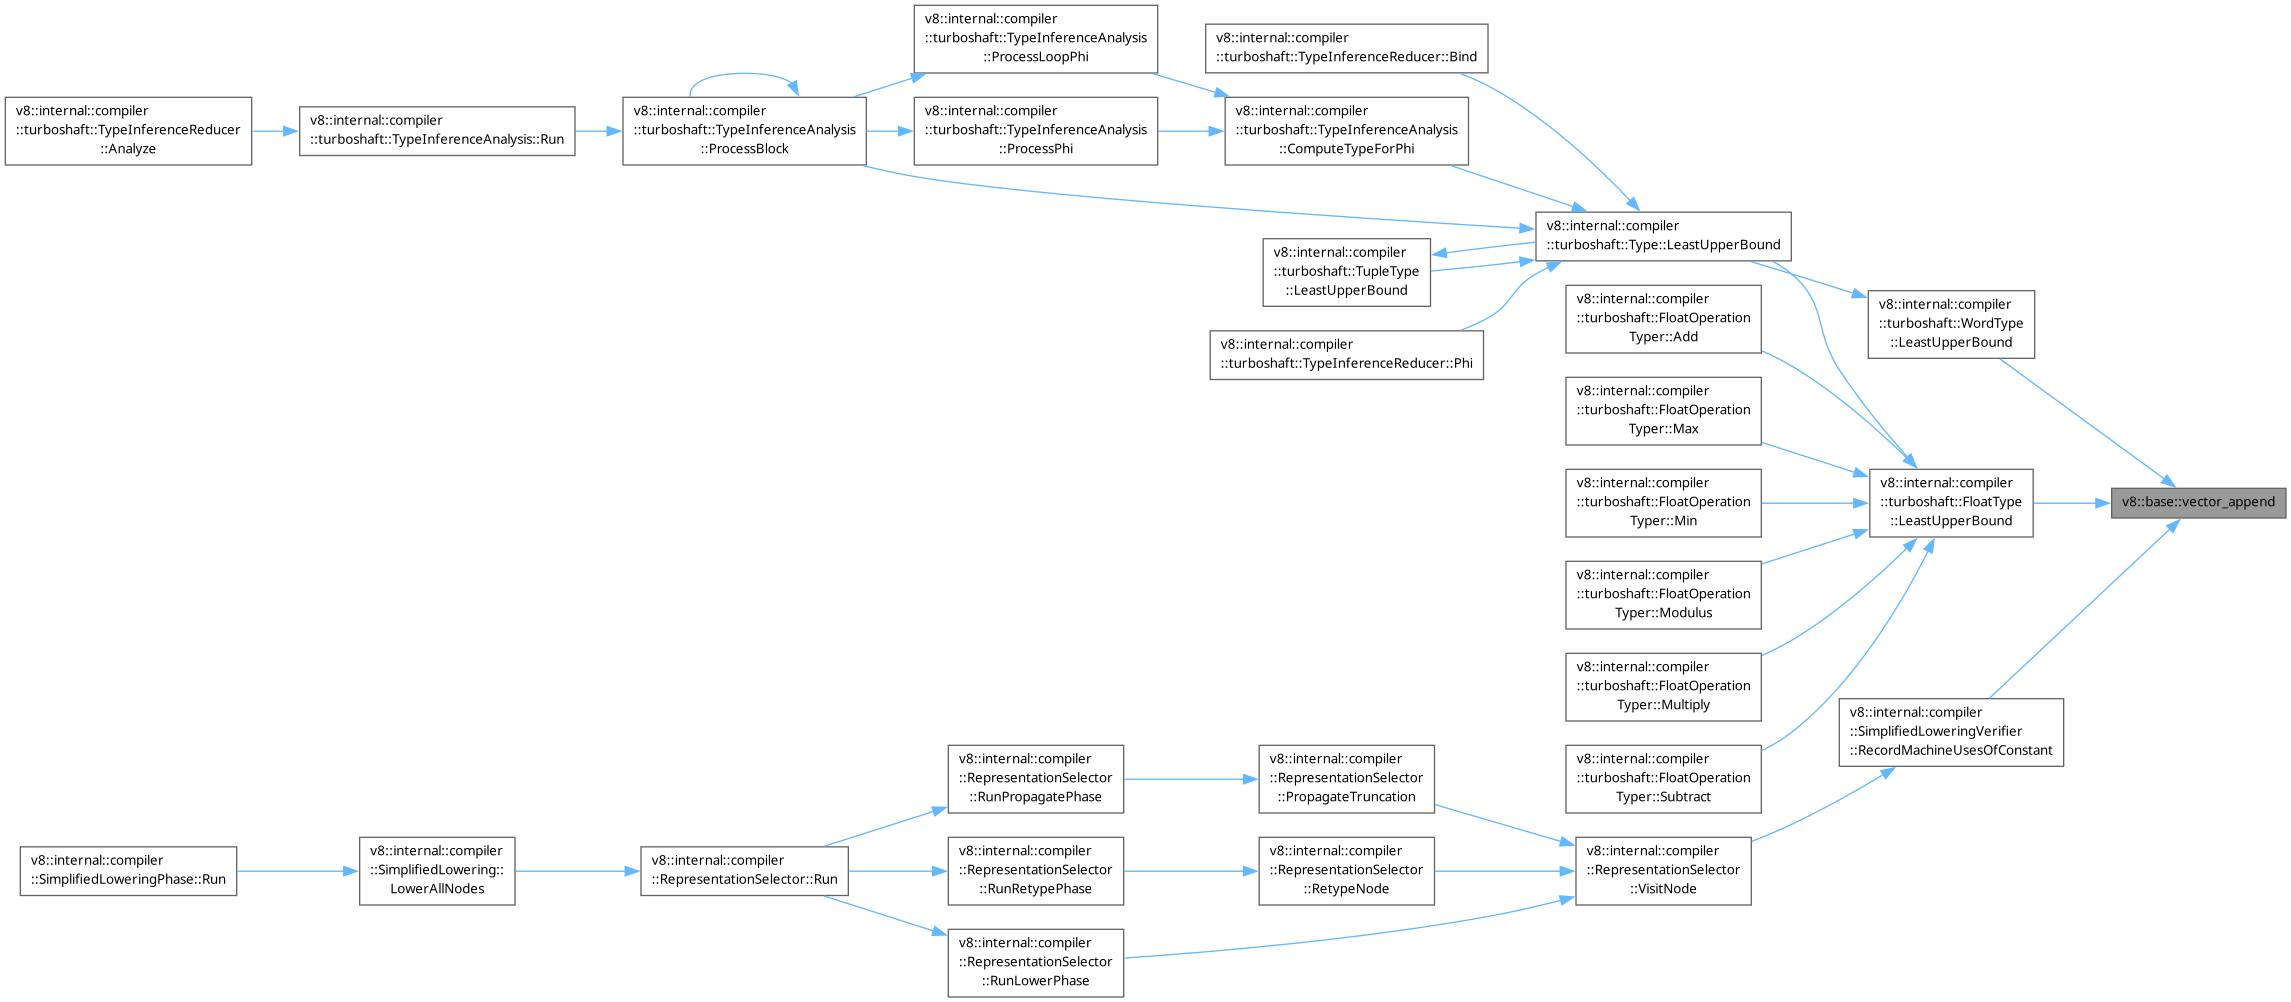 v8::internal::compiler
::turboshaft::TypeInferenceAnalysis
::ProcessLoopPhi
v8::internal::compiler
::turboshaft::TypeInferenceReducer::Bind
v8::internal::compiler
::turboshaft::TypeInferenceReducer
::Analyze
v8::internal::compiler
::turboshaft::TypeInferenceAnalysis::Run
v8::internal::compiler
::turboshaft::TypeInferenceAnalysis
::ProcessBlock
v8::internal::compiler
::turboshaft::TypeInferenceAnalysis
::ProcessPhi
v8::internal::compiler
::turboshaft::TypeInferenceAnalysis
::ComputeTypeForPhi
v8::internal::compiler
::turboshaft::Type::LeastUpperBound
v8::internal::compiler
::turboshaft::TupleType
::LeastUpperBound
v8::internal::compiler
::turboshaft::FloatOperation
Typer::Add
v8::internal::compiler
::turboshaft::WordType
::LeastUpperBound
v8::internal::compiler
::turboshaft::TypeInferenceReducer::Phi
v8::internal::compiler
::turboshaft::FloatOperation
Typer::Max
v8::internal::compiler
::turboshaft::FloatOperation
Typer::Min
v8::internal::compiler
::turboshaft::FloatType
::LeastUpperBound
v8::base::vector_append
v8::internal::compiler
::turboshaft::FloatOperation
Typer::Modulus
v8::internal::compiler
::turboshaft::FloatOperation
Typer::Multiply
v8::internal::compiler
::SimplifiedLoweringVerifier
::RecordMachineUsesOfConstant
v8::internal::compiler
::RepresentationSelector
::RunPropagatePhase
v8::internal::compiler
::RepresentationSelector
::PropagateTruncation
v8::internal::compiler
::turboshaft::FloatOperation
Typer::Subtract
v8::internal::compiler
::SimplifiedLoweringPhase::Run
v8::internal::compiler
::SimplifiedLowering::
LowerAllNodes
v8::internal::compiler
::RepresentationSelector::Run
v8::internal::compiler
::RepresentationSelector
::RunRetypePhase
v8::internal::compiler
::RepresentationSelector
::RetypeNode
v8::internal::compiler
::RepresentationSelector
::VisitNode
v8::internal::compiler
::RepresentationSelector
::RunLowerPhase